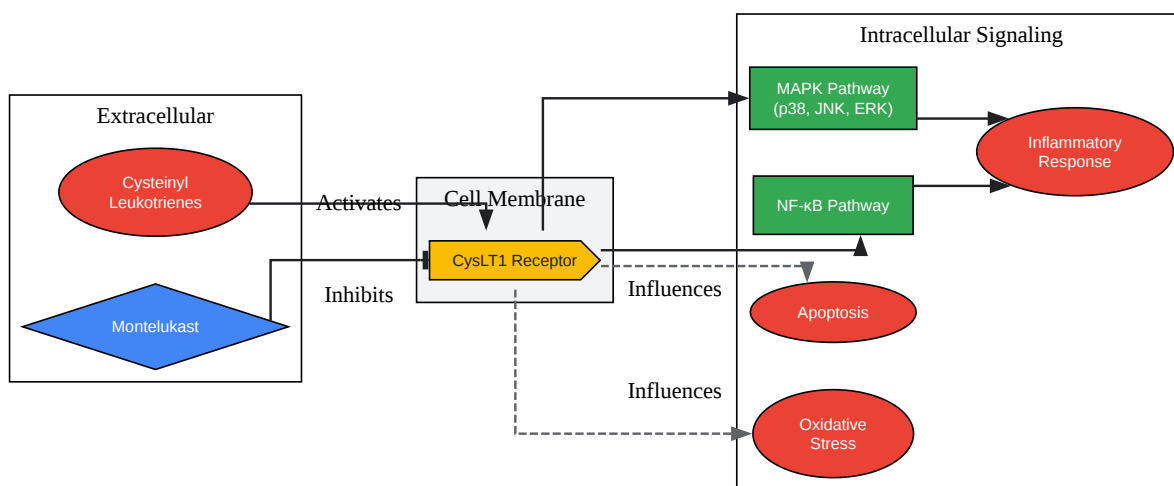 Intracellular Signaling
MAPK Pathway
(p38, JNK, ERK)
Extracellular
Inflammatory
Response
Cysteinyl
Leukotrienes
Activates
Cell Membrane
NF-κB Pathway
CysLT1 Receptor
Inhibits
Influences
Montelukast
Apoptosis
Influences
Oxidative
Stress